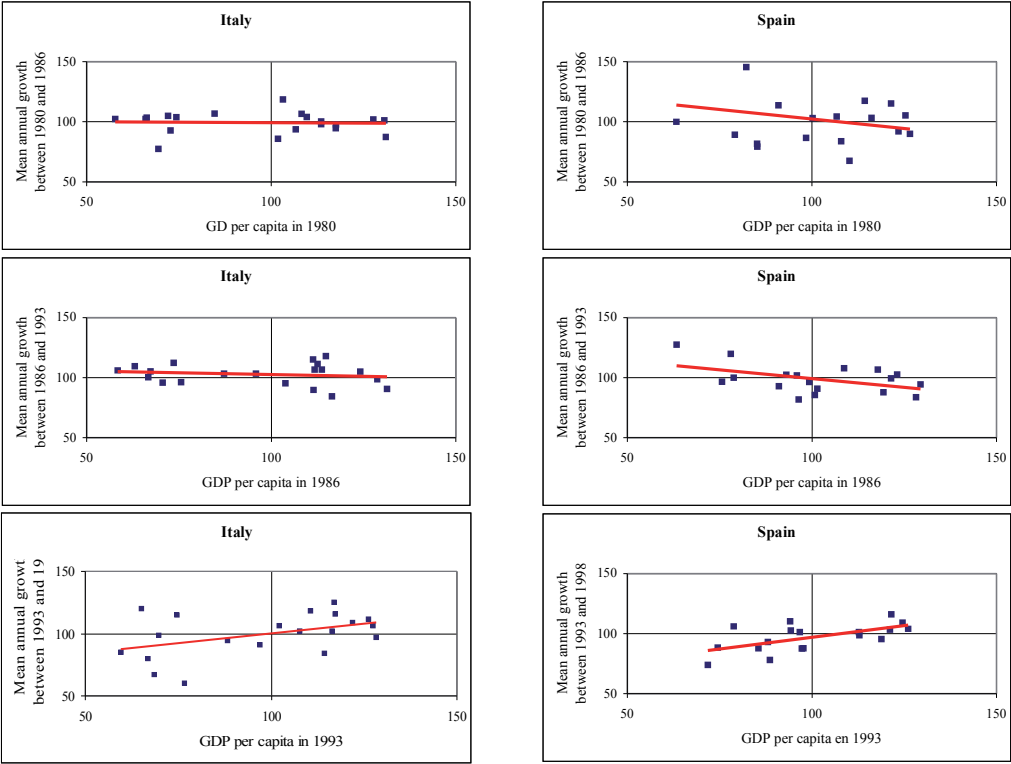 Italy
Mean annual growth
between 1980 and 1986
150
100
50
50
100
150
GD per capita in 1980
Spain
Mean annual growth
between 1980 and 1986
150
100
50
50
100
150
GDP per capita in 1980
Italy
Mean annual growth
between 1986 and 1993
150
100
50
50
100
150
GDP per capita in 1986
Spain
Mean annual growth
between 1986 and 1993
150
100
50
50
100
150
GDP per capita in 1986
Italy
Mean annual growt
between 1993 and 19
150
100
50
50
100
150
GDP per capita in 1993
Spain
Mean annual growth
between 1993 and 1998
150
100
50
50
100
150
GDP per capita en 1993